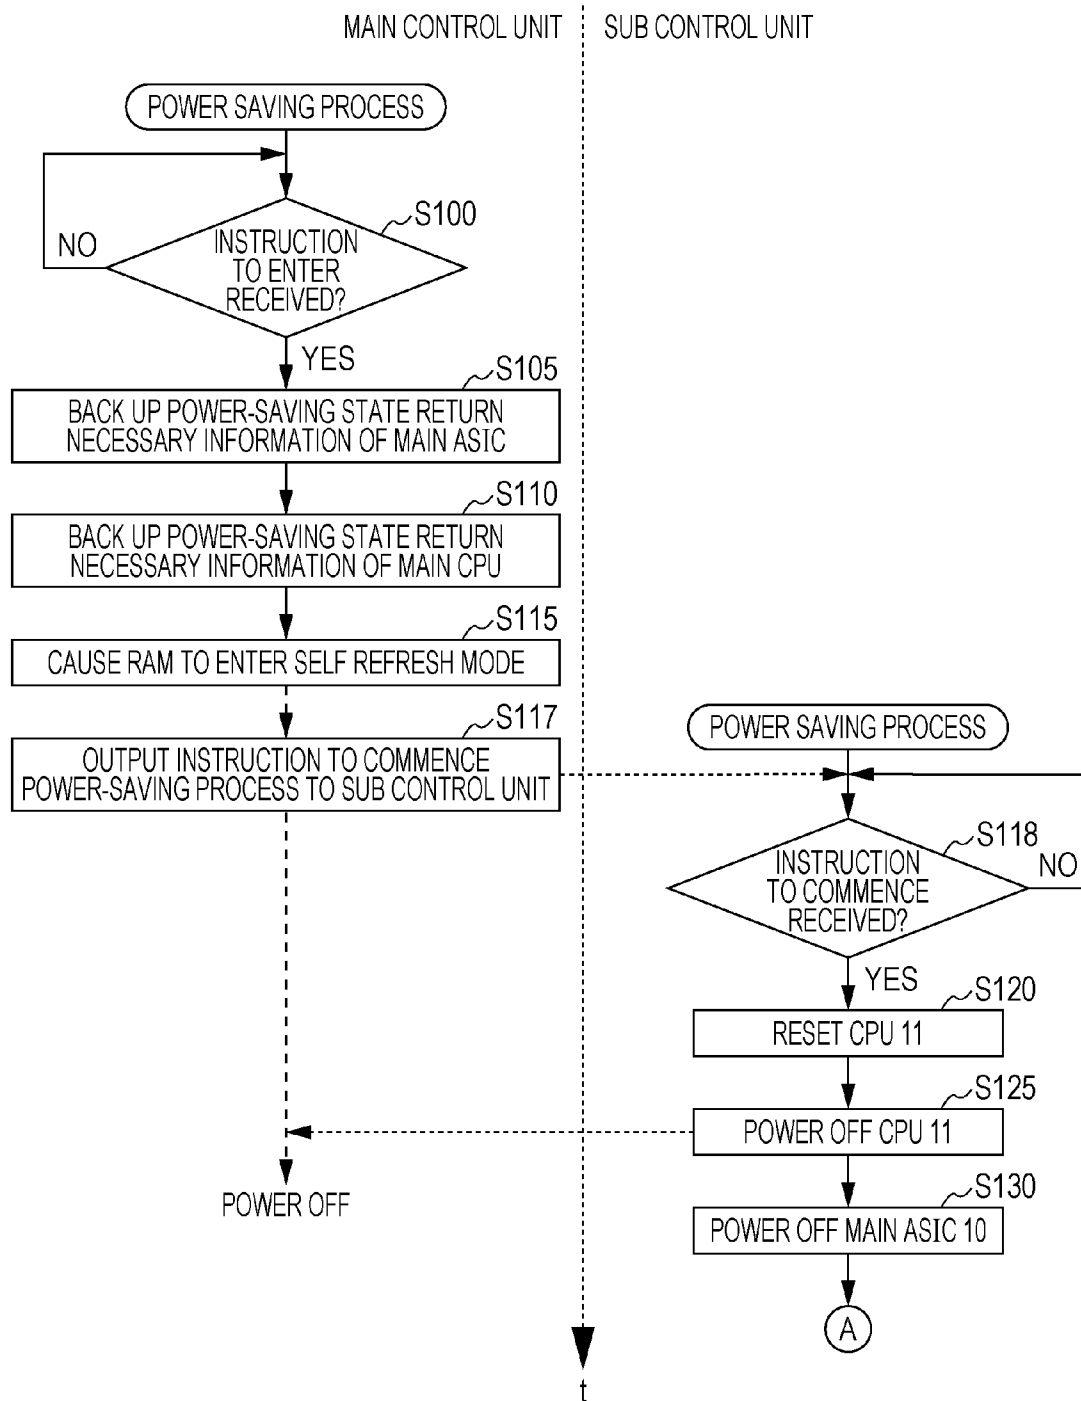 MAIN CONTROL UNIT
SUB CONTROL UNIT
POWER SAVING PROCESS
S100
INSTRUCTION
TO ENTER
RECEIVED?
NO
YES
S105
BACK UP POWER-SAVING STATE RETURN
NECESSARY INFORMATION OF MAIN ASIC
S110
BACK UP POWER-SAVING STATE RETURN
NECESSARY INFORMATION OF MAIN CPU
S115
CAUSE RAM TO ENTER SELF REFRESH MODE
S117
OUTPUT INSTRUCTION TO COMMENCE
POWER-SAVING PROCESS TO SUB CONTROL UNIT
POWER OFF
POWER SAVING PROCESS
S118
INSTRUCTION
TO COMMENCE
RECEIVED?
NO
YES
S120
RESET CPU 11
S125
POWER OFF CPU 11
S130
POWER OFF MAIN ASIC 10
A
t